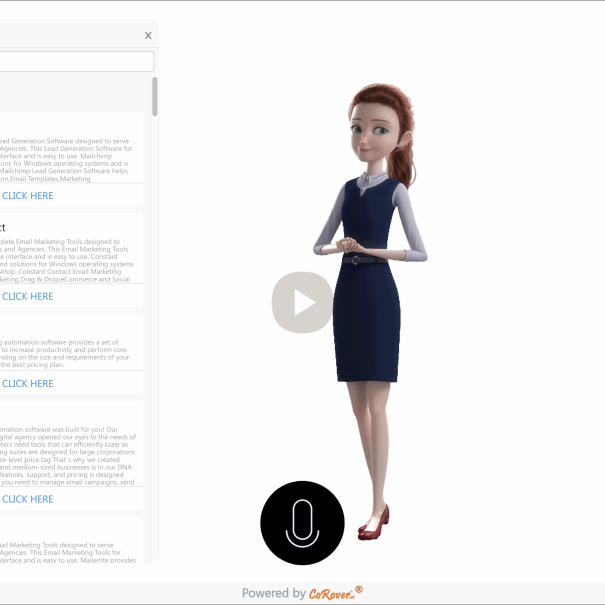 X
ead Generation Software designed to serve
Agencies. This Lead Generation Software for
terface and is easy to use. Mailchimp
ons for Windows operating systems and is
Mailchimp Lead Generation Software helps
on,Email Templates,Marketing
CLICK HERE
ct
plete Email Marketing Tools designed to
s and Agencies. This Email Marketing Tools
e interface and is easy to use. Constant
nd solutions for Windows operating systems
sktop. Constant Contact Email Marketing
keting,Drag & Drop,eCommerce and Social
CLICK HERE
g automation software provides a set of
to increase productivity and perform core
nding on the size and requirements of your
the best pricing plan.
CLICK HERE
omation software was built for you! Our
igital agency opened our eyes to the needs of
ters need tools that can efficiently scale as
ng suites are designed for large corporations
se-level price tag That's why we created
and medium-sized businesses is in our DNA
features, support, and pricing is designed
you need to manage email campaigns, send
CLICK HERE
ail Marketing Tools designed to serve
Agencies. This Email Marketing Tools for
terface and is easy to use. Mailerlite provides
Powered by CoRover®